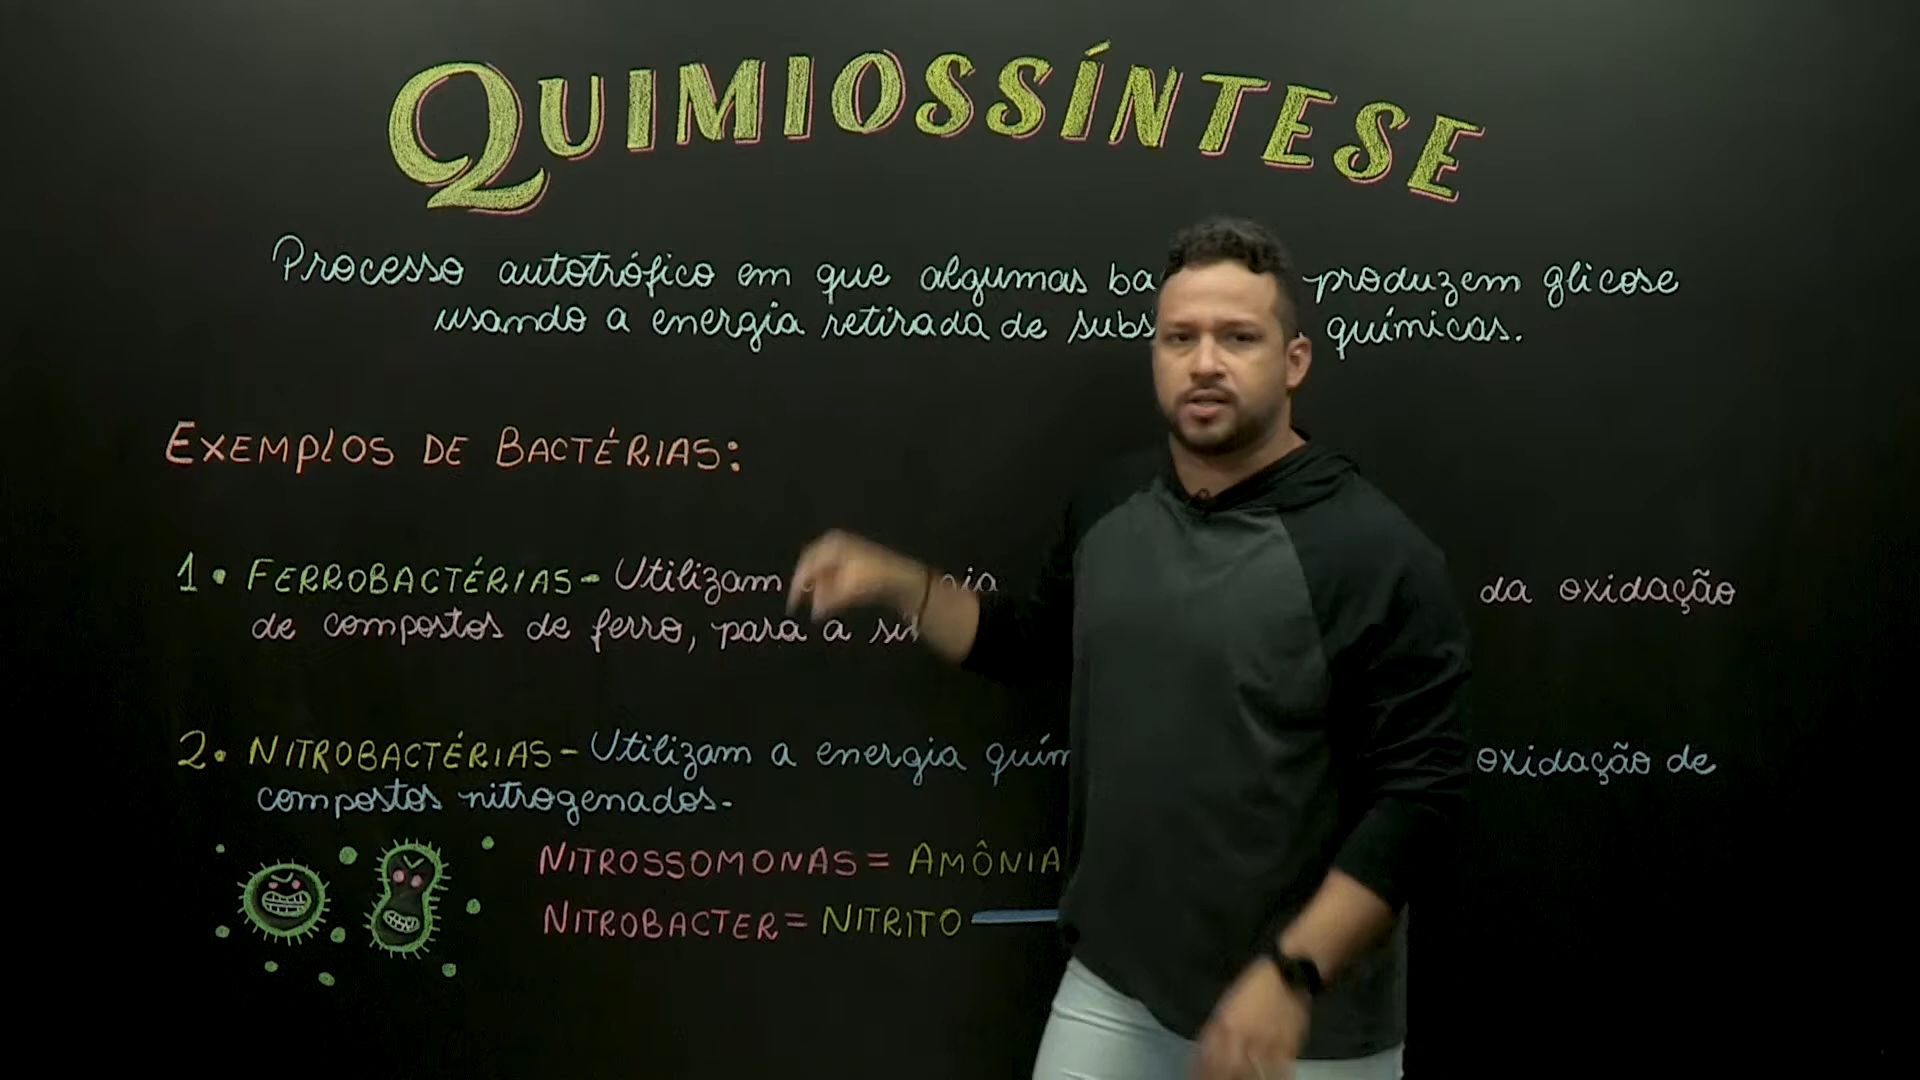 QUIMIOSSÍNTESE
Processo autotrófico em que algumas ba produzem glicose
usando a energia retirada de subs químicas.
EXEMPLOS DE BACTÉRIAS:
1. FERROBACTÉRIAS - Utilizam da oxidação
de compostos de ferro, para a
2. NITROBACTÉRIAS - Utilizam a energia quím oxidação de
compostos nitrogenados.
NITROSSOMONAS = AMÔNIA
NITROBACTER = NITRITO